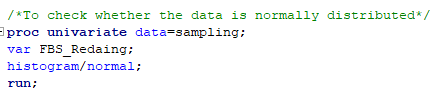 /*To check whether the data is normally distributed*/
proc univariate data=sampling;
var FBS_Redaing;
histogram/normal;
run;